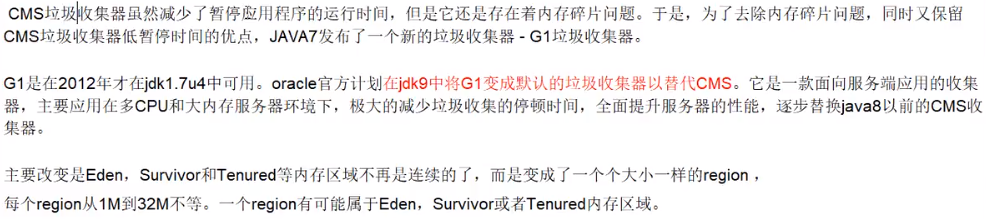 CMS垃圾收集器虽然减少了暂停应用程序的运行时间，但是它还是存在着内存碎片问题。于是，为了去除内存碎片问题，同时又保留
CMS垃圾收集器低暂停时间的优点，JAVA7发布了一个新的垃圾收集器 - G1垃圾收集器。
G1是在2012年才在jdk1.7u4中可用。oracle官方计划在jdk9中将G1变成默认的垃圾收集器以替代CMS。它是一款面向服务端应用的收集
器，主要应用在多CPU和大内存服务器环境下，极大的减少垃圾收集的停顿时间，全面提升服务器的性能，逐步替换java8以前的CMS收
集器。
主要改变是Eden，Survivor和Tenured等内存区域不再是连续的了，而是变成了一个个大小一样的region ，
每个region从1M到32M不等。一个region有可能属于Eden，Survivor或者Tenured内存区域。